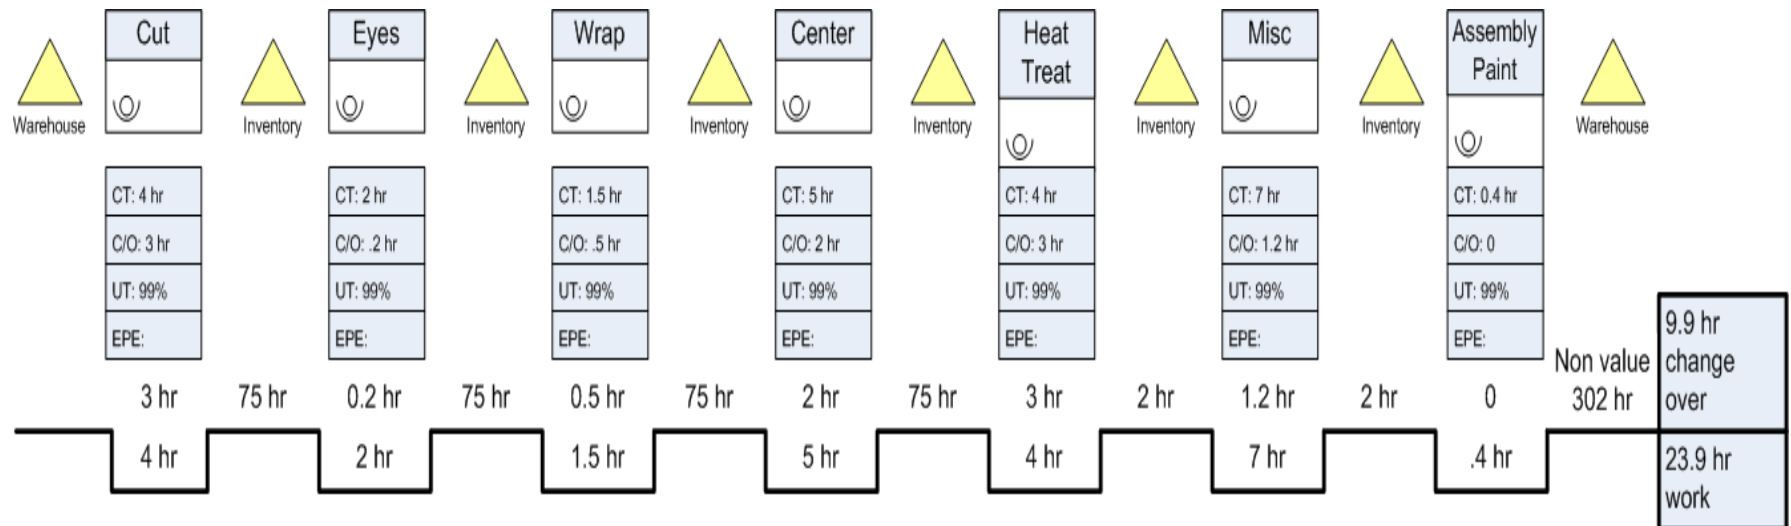 Cut
Eyes
Wrap
Center
Heat
Treat
Misc
Assembly
Paint
Warehouse
Inventory
Inventory
Inventory
Inventory
Inventory
Inventory
Warehouse
CT: 4 hr
C/O: 3 hr
UT: 99%
EPE:
CT: 2 hr
C/O: .2 hr
UT: 99%
EPE:
CT: 1.5 hr
C/O: .5 hr
UT: 99%
EPE:
CT: 5 hr
C/O: 2 hr
UT: 99%
EPE:
CT: 4 hr
C/O: 3 hr
UT: 99%
EPE:
CT: 7 hr
C/O: 1.2 hr
UT: 99%
EPE:
CT: 0.4 hr
C/O: 0
UT: 99%
EPE:
3 hr
75 hr
0.2 hr
75 hr
0.5 hr
75 hr
2 hr
75 hr
3 hr
2 hr
1.2 hr
2 hr
0
Non value
302 hr
9.9 hr
change
over
4 hr
2 hr
1.5 hr
5 hr
4 hr
7 hr
.4 hr
23.9 hr
work